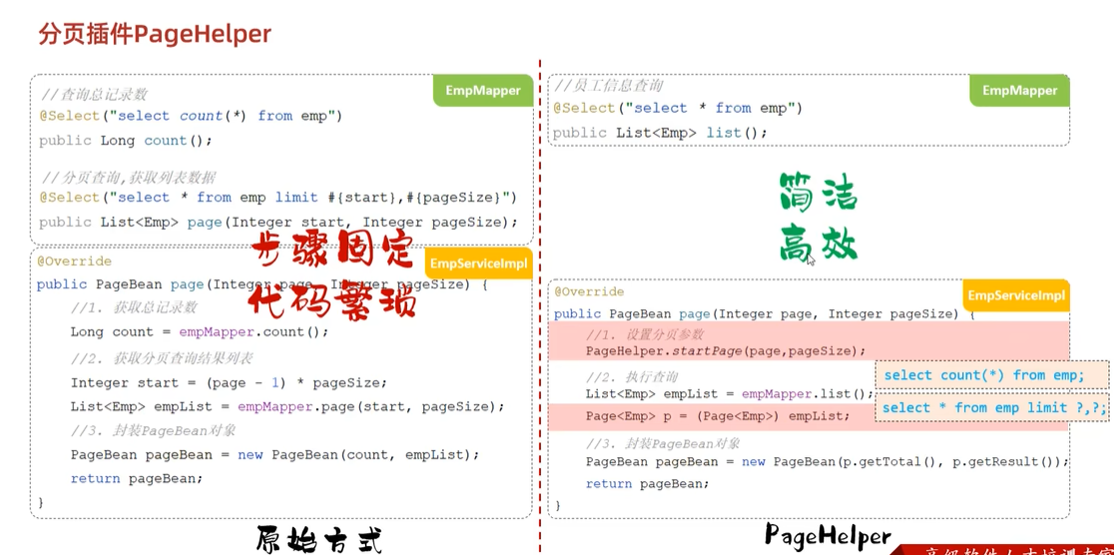 分页插件PageHelper
EmpMapper
//查询总记录数
@Select("select count(*) from emp")
public Long count();
//分页查询,获取列表数据
@Select("select * from emp limit #{start},#{pageSize}")
public List<Emp> page(Integer start, Integer pageSize);
步骤固定
代码繁琐
EmpServiceImpl
@Override
public PageBean page(Integer page, Integer pageSize) {
//1. 获取总记录数
Long count = empMapper.count();
//2. 获取分页查询结果列表
Integer start = (page - 1) * pageSize;
List<Emp> empList = empMapper.page(start, pageSize);
//3. 封装PageBean对象
PageBean pageBean = new PageBean(count, empList);
return pageBean;
}
原始方式
EmpMapper
//员工信息查询
@Select("select * from emp")
public List<Emp> list();
简洁
高效
EmpServiceImpl
@Override
public PageBean page(Integer page, Integer pageSize) {
//1. 设置分页参数
PageHelper.startPage(page,pageSize);
//2. 执行查询
List<Emp> empList = empMapper.list();
Page<Emp> p = (Page<Emp>) empList;
select count(*) from emp;
select * from emp limit ?,?;
//3. 封装PageBean对象
PageBean pageBean = new PageBean(p.getTotal(), p.getResult());
return pageBean;
}
PageHelper
高级软件人才培训专家